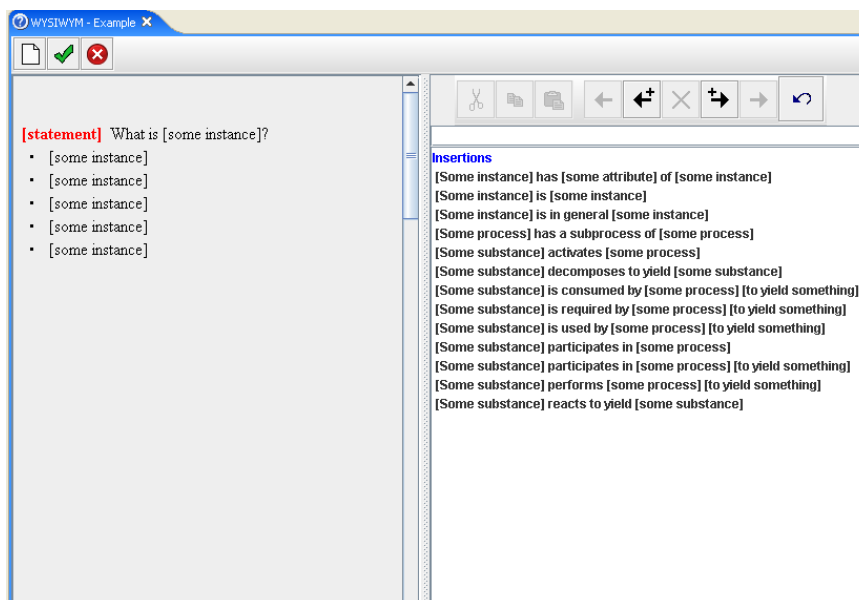 WYSIWYM - Example
[statement] What is [some instance]?
[some instance]
[some instance]
[some instance]
[some instance]
[some instance]
Insertions
[Some instance] has [some attribute] of [some instance]
[Some instance] is [some instance]
[Some instance] is in general [some instance]
[Some process] has a subprocess of [some process]
[Some substance] activates [some process]
[Some substance] decomposes to yield [some substance]
[Some substance] is consumed by [some process] [to yield something]
[Some substance] is required by [some process] [to yield something]
[Some substance] is used by [some process] [to yield something]
[Some substance] participates in [some process]
[Some substance] participates in [some process] [to yield something]
[Some substance] performs [some process] [to yield something]
[Some substance] reacts to yield [some substance]